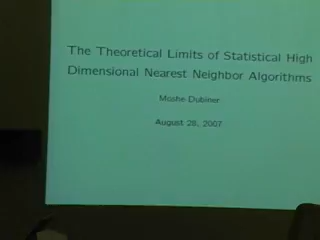 The Theoretical Limits of Statistical High
Dimensional Nearest Neighbor Algorithms
Moshe Dubiner
August 28, 2007